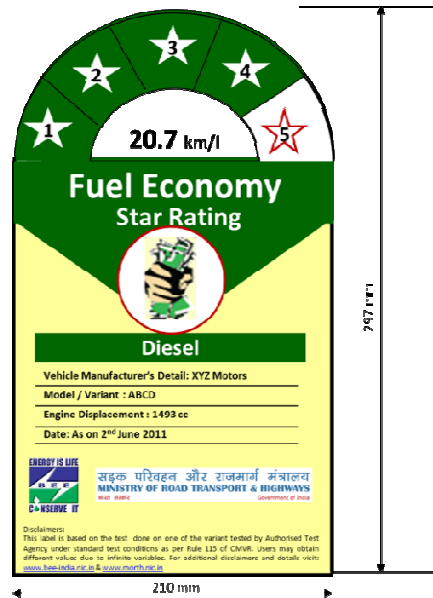 1
2
3
4
5
20.7 km/l
Fuel Economy
Star Rating
Diesel
Vehicle Manufacturer's Detail: XYZ Motors
Model / Variant : ABCD
Engine Displacement : 1493 cc
Date: As on 2nd June 2011
ENERGY IS LIFE
BEE
CONSERVE IT
सड़क परिवहन और राजमार्ग मंत्रालय
MINISTRY OF ROAD TRANSPORT & HIGHWAYS
Government of India
Disclaimers:
This label is based on the test done on one of the variant tested by Authorised Test
Agency under standard test conditions as per Rule 115 of CMVR. Users may obtain
different values due to infinite variables. For additional disclaimers and details visit:
www.bee-india.nic.in & www.morth.nic.in
210 mm
297 mm